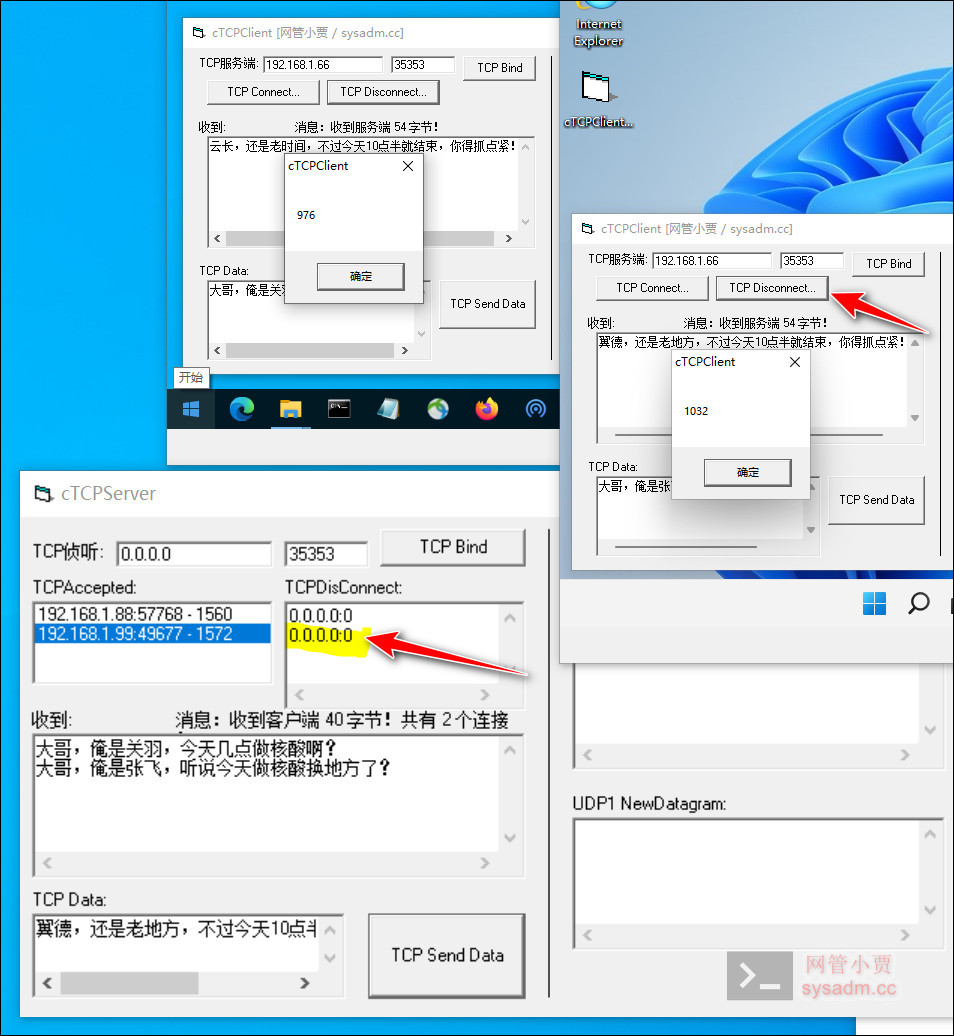 cTCPClient [网管小贾 / sysadm.cc]
TCP服务端: 192.168.1.66 35353 TCP Bind
TCP Connect... TCP Disconnect...
收到: 消息：收到服务端 54 字节！
云长，还是老时间，不过今天10点半就结束，你得抓点紧！
cTCPClient
976
确定
TCP Data:
大哥，俺是关羽
TCP Send Data
开始
Internet
Explorer
cTCPClient...
cTCPClient [网管小贾 / sysadm.cc]
TCP服务端: 192.168.1.66 35353 TCP Bind
TCP Connect... TCP Disconnect...
收到: 消息：收到服务端 54 字节！
翼德，还是老地方，不过今天10点半就结束，你得抓点紧！
cTCPClient
1032
确定
TCP Data:
大哥，俺是张
TCP Send Data
cTCPServer
TCP侦听: 0.0.0.0 35353 TCP Bind
TCPAccepted: TCPDisConnect:
192.168.1.88:57768 - 1560 0.0.0.0:0
192.168.1.99:49677 - 1572 0.0.0.0:0
收到: 消息：收到客户端 40 字节！共有 2 个连接
大哥，俺是关羽，今天几点做核酸啊？
大哥，俺是张飞，听说今天做核酸换地方了？
TCP Data:
翼德，还是老地方，不过今天10点半
TCP Send Data
UDP1 NewDatagram:
网管小贾
sysadm.cc